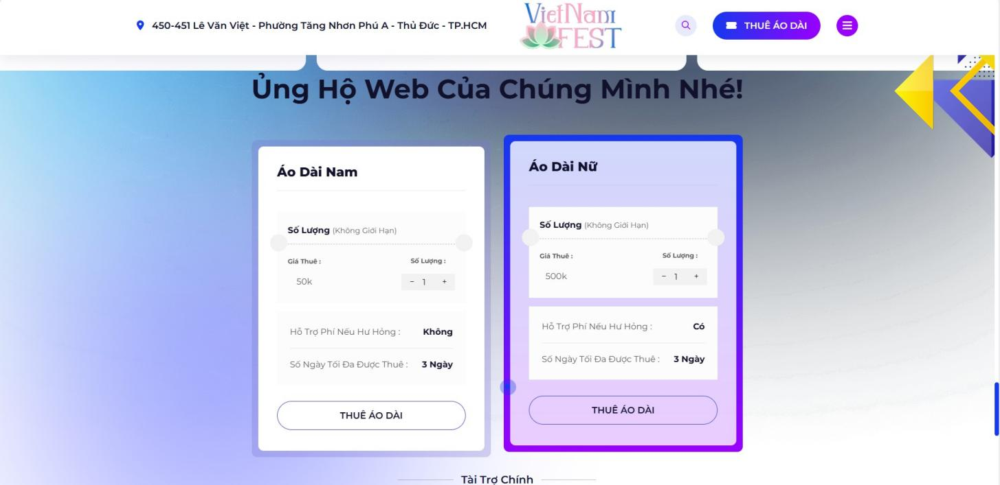 450-451 Lê Văn Việt - Phường Tăng Nhơn Phú A - Thủ Đức - TP.HCM
VietNam
FEST
THUÊ ÁO DÀI
Ủng Hộ Web Của Chúng Mình Nhé!
Áo Dài Nam
Số Lượng (Không Giới Hạn)
Giá Thuê :
Số Lượng :
50k
− 1 +
Hỗ Trợ Phí Nếu Hư Hỏng : Không
Số Ngày Tối Đa Được Thuê : 3 Ngày
THUÊ ÁO DÀI
Áo Dài Nữ
Số Lượng (Không Giới Hạn)
Giá Thuê :
Số Lượng :
500k
− 1 +
Hỗ Trợ Phí Nếu Hư Hỏng : Có
Số Ngày Tối Đa Được Thuê : 3 Ngày
THUÊ ÁO DÀI
Tài Trợ Chính